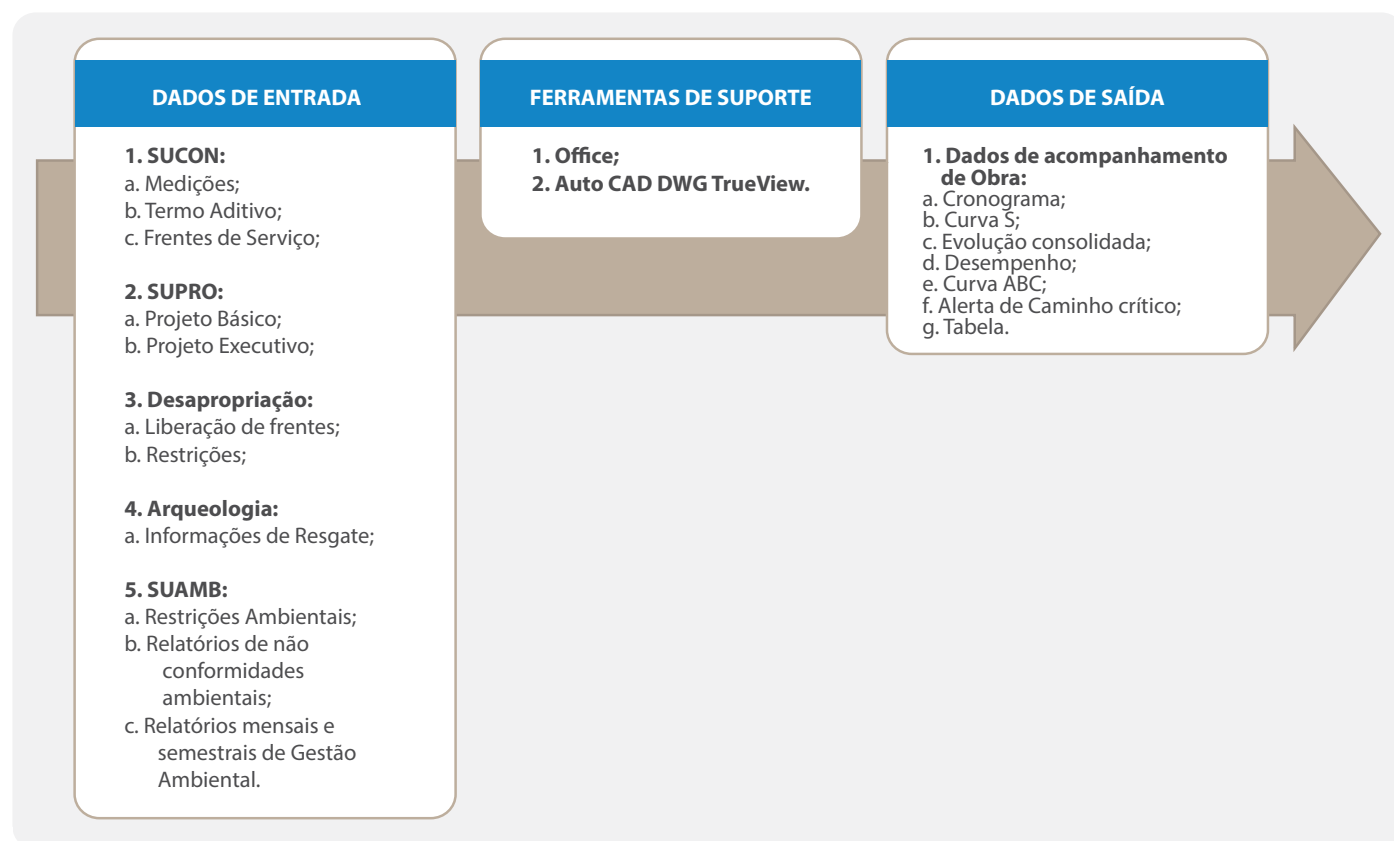 DADOS DE ENTRADA
1. SUCON:
a. Medições;
b. Termo Aditivo;
c. Frentes de Serviço;
2. SUPRO:
a. Projeto Básico;
b. Projeto Executivo;
3. Desapropriação:
a. Liberação de frentes;
b. Restrições;
4. Arqueologia:
a. Informações de Resgate;
5. SUAMB:
a. Restrições Ambientais;
b. Relatórios de não
conformidades
ambientais;
c. Relatórios mensais e
semestrais de Gestão
Ambiental.
FERRAMENTAS DE SUPORTE
1. Office;
2. Auto CAD DWG TrueView.
DADOS DE SAÍDA
1. Dados de acompanhamento
de Obra:
a. Cronograma;
b. Curva S;
c. Evolução consolidada;
d. Desempenho;
e. Curva ABC;
f. Alerta de Caminho crítico;
g. Tabela.